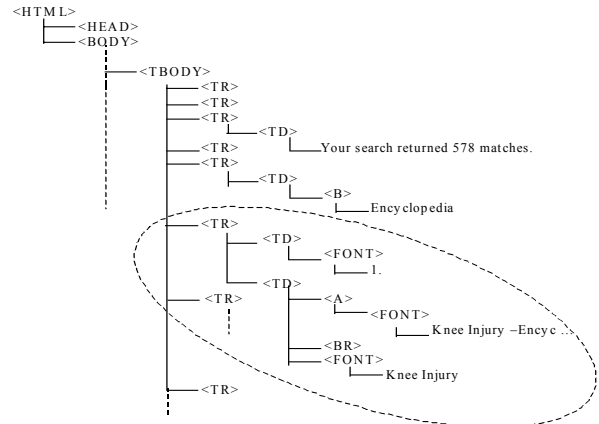 <HTML>
<HEAD>
<BODY>
<TBODY>
<TR>
<TR>
<TR>
<TD>
Your search returned 578 matches.
<TR>
<TR>
<TD>
<B>
Encyclopedia
<TR>
<TD>
<FONT>
1.
<TD>
<TR>
<A>
<FONT>
Knee Injury –Encyc ...
<BR>
<FONT>
Knee Injury
<TR>